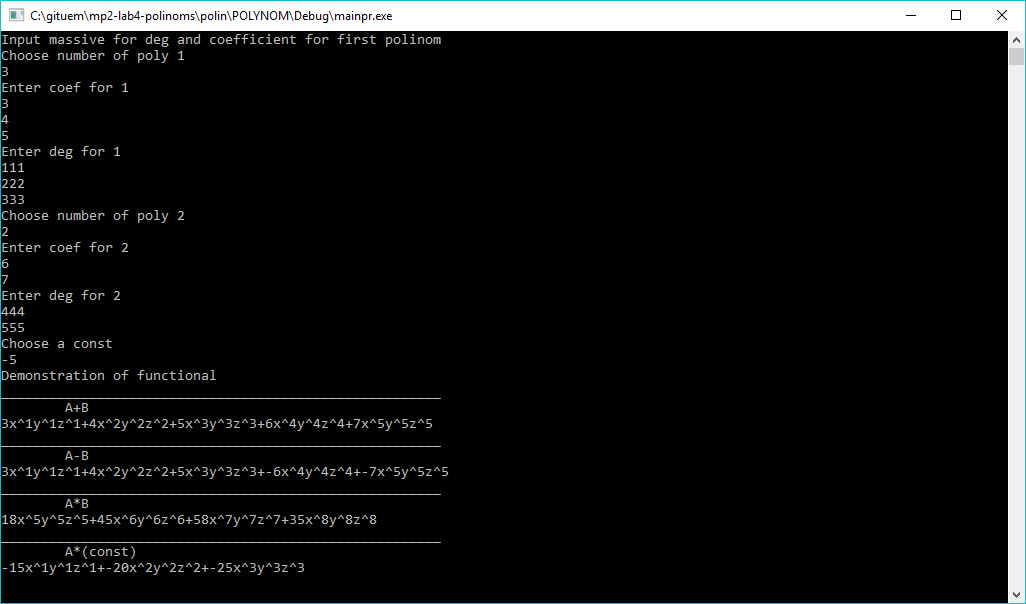 C:\gituem\mp2-lab4-polinoms\polin\POLYNOM\Debug\mainpr.exe
Input massive for deg and coefficient for first polinom
Choose number of poly 1
3
Enter coef for 1
3
4
5
Enter deg for 1
111
222
333
Choose number of poly 2
2
Enter coef for 2
6
7
Enter deg for 2
444
555
Choose a const
-5
Demonstration of functional
_______________________________________________________
A+B
3x^1y^1z^1+4x^2y^2z^2+5x^3y^3z^3+6x^4y^4z^4+7x^5y^5z^5
_______________________________________________________
A-B
3x^1y^1z^1+4x^2y^2z^2+5x^3y^3z^3+-6x^4y^4z^4+-7x^5y^5z^5
_______________________________________________________
A*B
18x^5y^5z^5+45x^6y^6z^6+58x^7y^7z^7+35x^8y^8z^8
_______________________________________________________
A*(const)
-15x^1y^1z^1+-20x^2y^2z^2+-25x^3y^3z^3